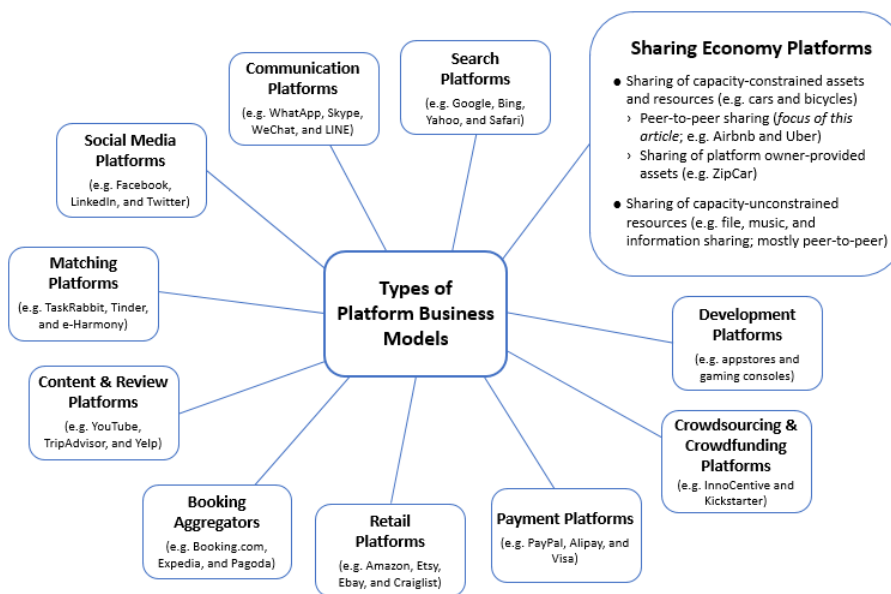 Sharing Economy Platforms
● Sharing of capacity-constrained assets
and resources (e.g. cars and bicycles)
› Peer-to-peer sharing (focus of this
article; e.g. Airbnb and Uber)
› Sharing of platform owner-provided
assets (e.g. ZipCar)
● Sharing of capacity-unconstrained
resources (e.g. file, music, and
information sharing; mostly peer-to-peer)
Search
Platforms
(e.g. Google, Bing,
Yahoo, and Safari)
Communication
Platforms
(e.g. WhatApp, Skype,
WeChat, and LINE)
Social Media
Platforms
(e.g. Facebook,
LinkedIn, and Twitter)
Matching
Platforms
(e.g. TaskRabbit, Tinder,
and e-Harmony)
Types of
Platform Business
Models
Development
Platforms
(e.g. appstores and
gaming consoles)
Content & Review
Platforms
(e.g. YouTube,
TripAdvisor, and Yelp)
Crowdsourcing &
Crowdfunding
Platforms
(e.g. InnoCentive and
Kickstarter)
Booking
Aggregators
(e.g. Booking.com,
Expedia, and Pagoda)
Retail
Platforms
(e.g. Amazon, Etsy,
Ebay, and Craiglist)
Payment Platforms
(e.g. PayPal, Alipay, and
Visa)